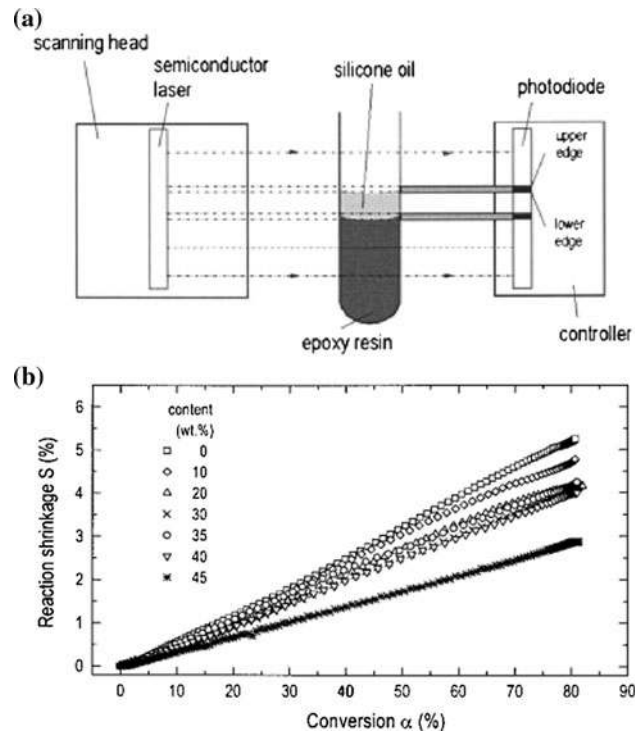 (a)
scanning head
semiconductor
laser
silicone oil
photodiode
upper
edge
lower
edge
epoxy resin
controller
(b)
Reaction shrinkage S (%)
6
5
4
3
2
1
0
content
(wt.%)
0
10
20
30
35
40
45
0 10 20 30 40 50 60 70 80 90
Conversion α (%)